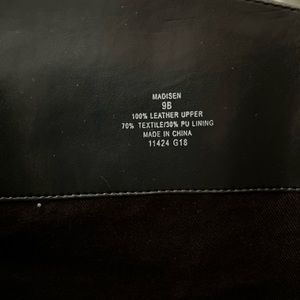 MADISEN
9B
100% LEATHER UPPER
70% TEXTILE/30% PU LINING
MADE IN CHINA
11424 G18